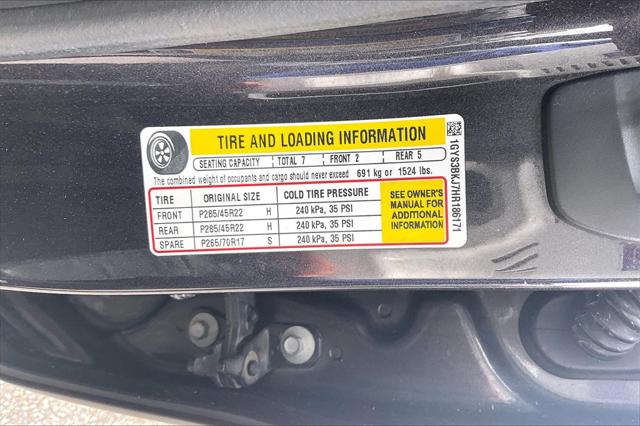 TIRE AND LOADING INFORMATION
SEATING CAPACITY TOTAL 7 FRONT 2 REAR 5
The combined weight of occupants and cargo should never exceed 691 kg or 1524 lbs.
TIRE ORIGINAL SIZE COLD TIRE PRESSURE
FRONT P285/45R22 H 240 kPa, 35 PSI
REAR P285/45R22 H 240 kPa, 35 PSI
SPARE P265/70R17 S 240 kPa, 35 PSI
SEE OWNER'S
MANUAL FOR
ADDITIONAL
INFORMATION
1GYS3BKJ7HR186171